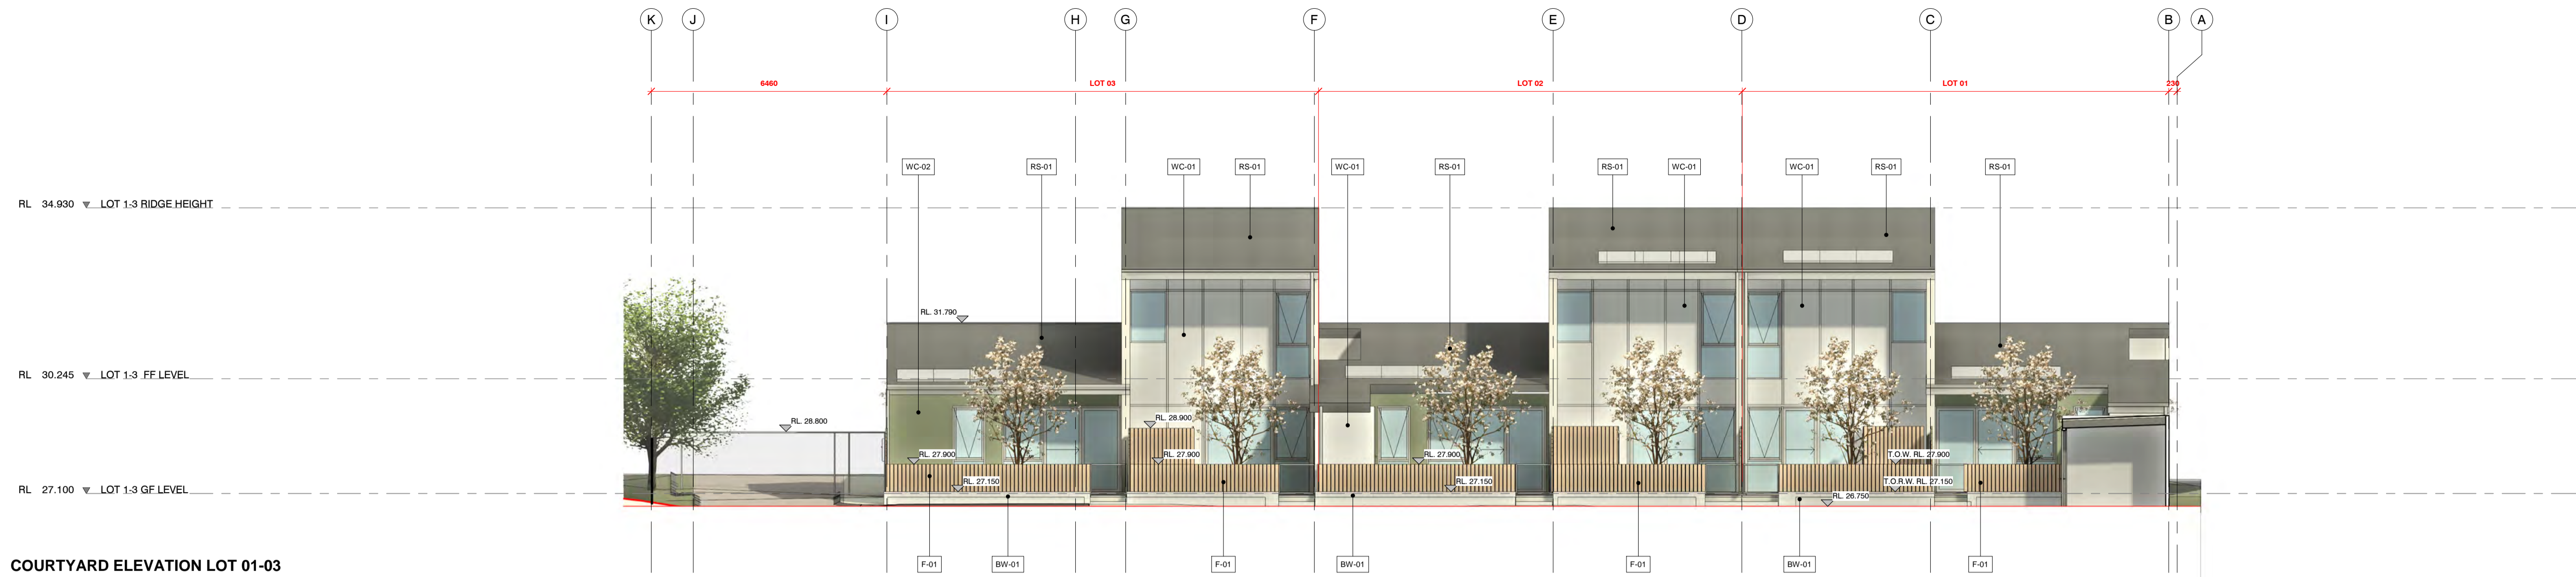 K J I H G F E D C B A
6460 LOT 03 LOT 02 LOT 01 230
WC-02 RS-01 WC-01 RS-01 WC-01 RS-01 RS-01 WC-01 WC-01 RS-01 RS-01
RL 34.930 LOT 1-3 RIDGE HEIGHT
RL. 31.790
RL 30.245 LOT 1-3 FF LEVEL
RL. 28.900
RL. 28.800
RL. 27.900 RL. 27.900 RL. 27.900 T.O.W. RL. 27.900
RL. 27.150 RL. 27.150 T.O.R.W. RL. 27.150
RL 27.100 LOT 1-3 GF LEVEL
RL. 26.750
F-01 BW-01 F-01 BW-01 F-01 BW-01 F-01
COURTYARD ELEVATION LOT 01-03